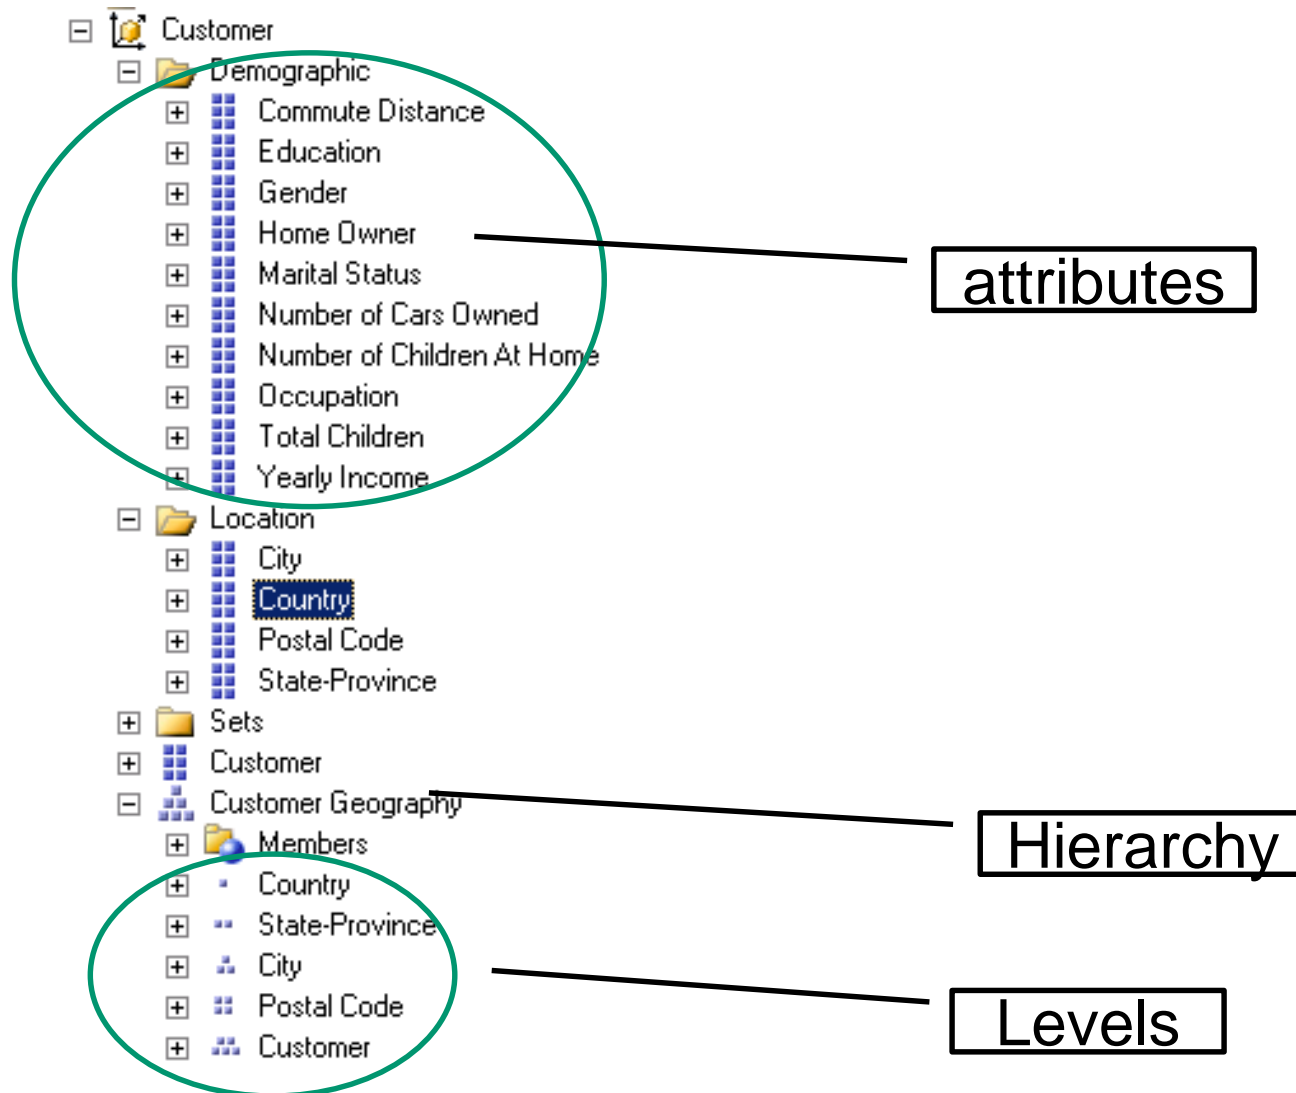 Customer
Demographic
Commute Distance
Education
Gender
Home Owner
Marital Status
attributes
Number of Cars Owned
Number of Children At Home
Occupation
Total Children
Yearly Income
Location
City
Country
Postal Code
State-Province
Sets
Customer
Customer Geography
Members
Hierarchy
Country
State-Province
City
Postal Code
Levels
Customer